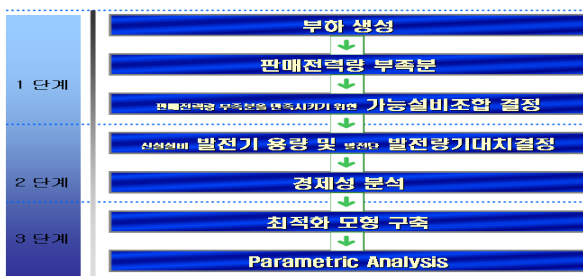 부하 생성
판매전력량 부족분
1 단계
판매전력량 부족분을 만족시키기 위한 가능설비조합 결정
신설설비 발전기 용량 및 발전단 발전량기대치결정
2 단계
경제성 분석
최적화 모형 구축
3 단계
Parametric Analysis